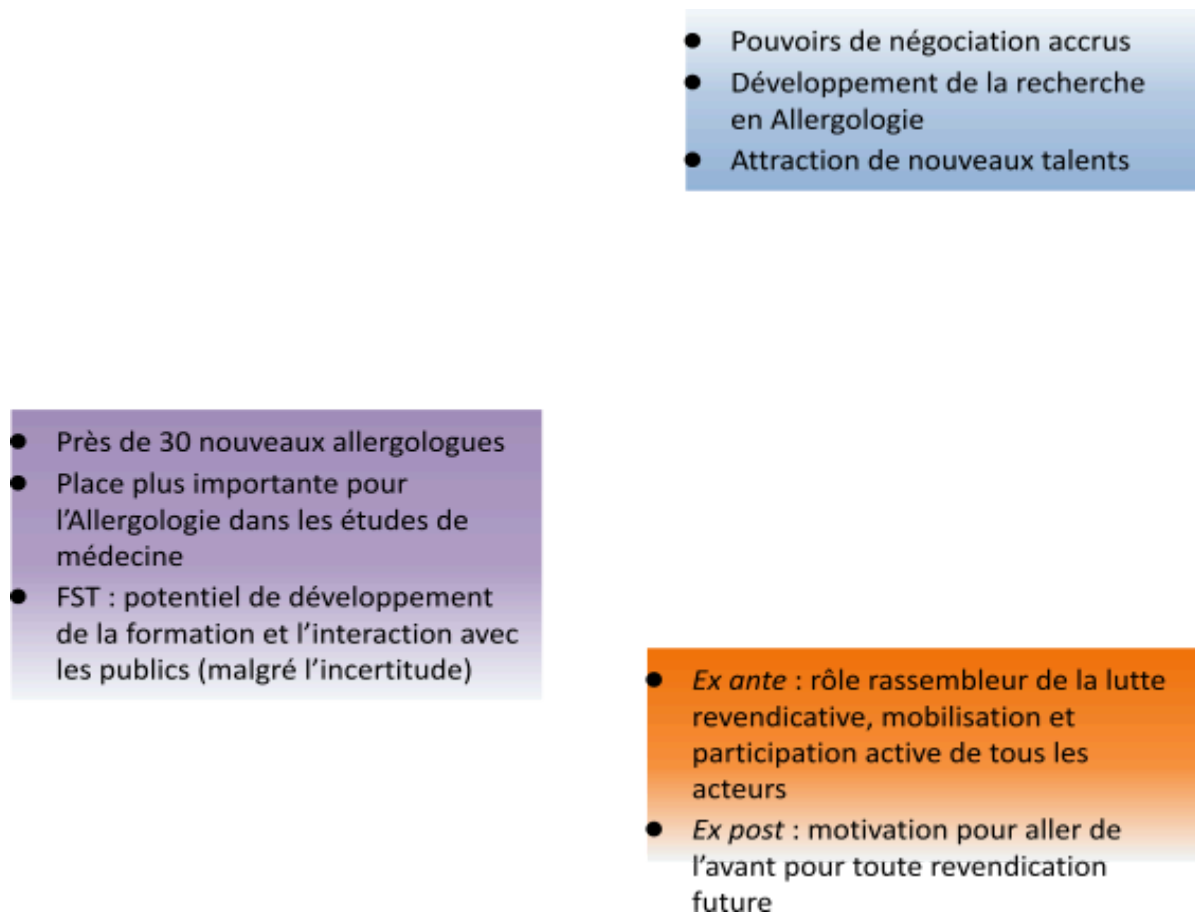 ● Pouvoirs de négociation accrus
● Développement de la recherche
en Allergologie
● Attraction de nouveaux talents
● Près de 30 nouveaux allergologues
● Place plus importante pour
l’Allergologie dans les études de
médecine
● FST : potentiel de développement
de la formation et l’interaction avec
les publics (malgré l’incertitude)
● Ex ante : rôle rassembleur de la lutte
revendicative, mobilisation et
participation active de tous les
acteurs
● Ex post : motivation pour aller de
l’avant pour toute revendication
future